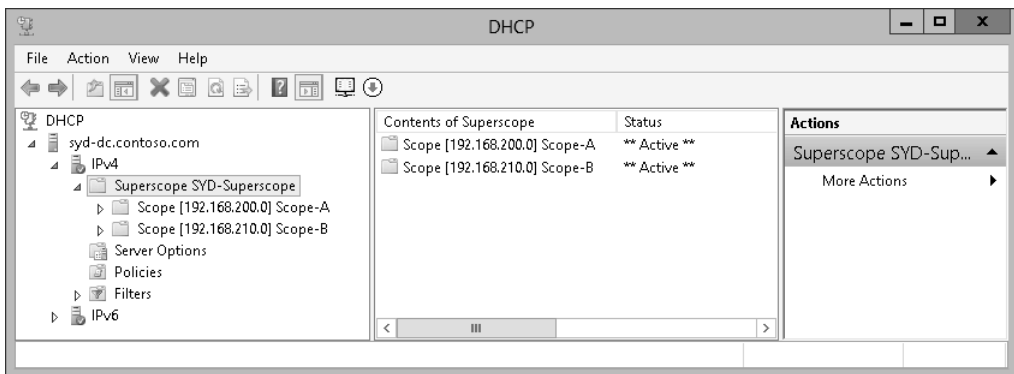 DHCP
File Action View Help
DHCP
syd-dc.contoso.com
IPv4
Superscope SYD-Superscope
Scope [192.168.200.0] Scope-A
Scope [192.168.210.0] Scope-B
Server Options
Policies
Filters
IPv6
Contents of Superscope Status
Scope [192.168.200.0] Scope-A ** Active **
Scope [192.168.210.0] Scope-B ** Active **
Actions
Superscope SYD-Sup...
More Actions